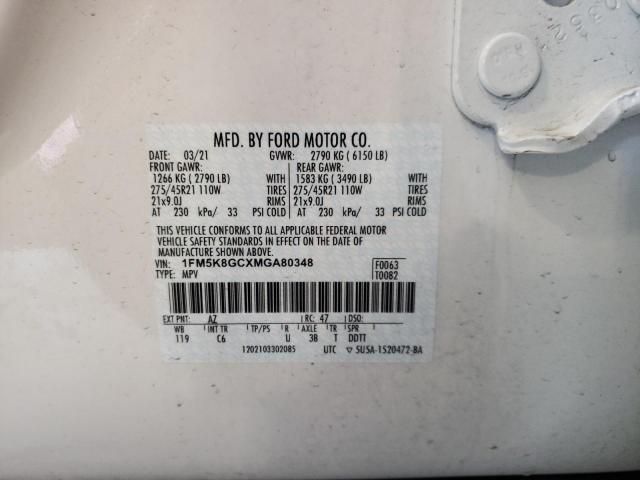 MFD. BY FORD MOTOR CO.
DATE: 03/21 GVWR: 2790 KG ( 6150 LB)
FRONT GAWR: REAR GAWR:
1266 KG ( 2790 LB) WITH 1583 KG ( 3490 LB) WITH
275/45R21 110W TIRES 275/45R21 110W TIRES
21x9.0J RIMS 21x9.0J RIMS
AT 230 kPa/ 33 PSI COLD AT 230 kPa/ 33 PSI COLD
THIS VEHICLE CONFORMS TO ALL APPLICABLE FEDERAL MOTOR
VEHICLE SAFETY STANDARDS IN EFFECT ON THE DATE OF
MANUFACTURE SHOWN ABOVE.
VIN: 1FM5K8GCXMGA80348 F0063
TYPE: MPV T0082
EXT PNT: AZ RC: 47 DSO:
WB INT TR TP/PS R AXLE TR SPR
119 C6 U 3B T DDTT
1202103302085 UTC ▽ 5U5A-1520472-BA